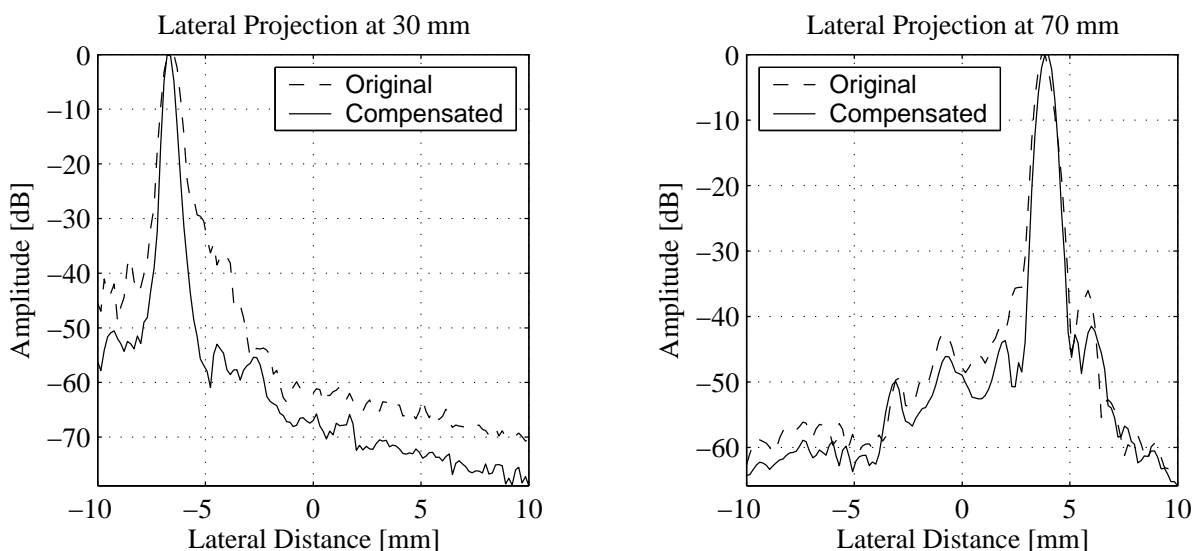 Lateral Projection at 30 mm
0
−10
−20
−30
−40
−50
−60
−70
Amplitude [dB]
Original
Compensated
−10 −5 0 5 10
Lateral Distance [mm]
Lateral Projection at 70 mm
0
−10
−20
−30
−40
−50
−60
Amplitude [dB]
Original
Compensated
−10 −5 0 5 10
Lateral Distance [mm]